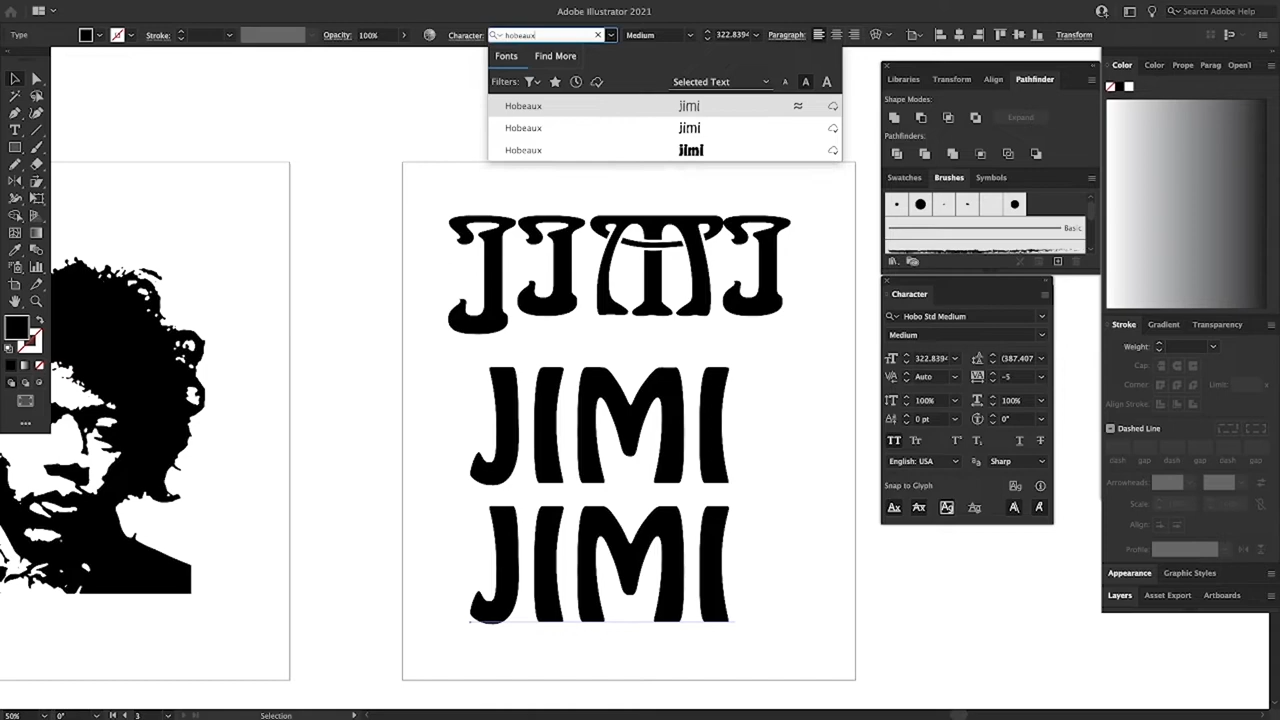 Adobe Illustrator 2021
Search Adobe Help
Type
Stroke:
Opacity: 100%
Character:
hobeaux
Medium
322.839
Paragraph:
Transform
Fonts
Find More
Filters:
Selected Text
Hobeaux jimi
Hobeaux jimi
Hobeaux jimi
JIMI
JIMI
JIMI
Libraries Transform Align Pathfinder
Shape Modes:
Expand
Pathfinders:
Swatches Brushes Symbols
Basic
Character
Hobo Std Medium
Medium
322.839 (387.407
Auto -5
100% 100%
0 pt 0°
English: USA Sharp
Snap to Glyph
Color Color Prope Parag OpenT
Stroke Gradient Transparency
Weight:
Cap:
Corner: Limit:
Align Stroke:
Dashed Line
dash gap dash gap dash gap
Arrowheads:
Scale:
Align:
Profile:
Appearance Graphic Styles
Layers Asset Export Artboards
50% 0° 3 Selection